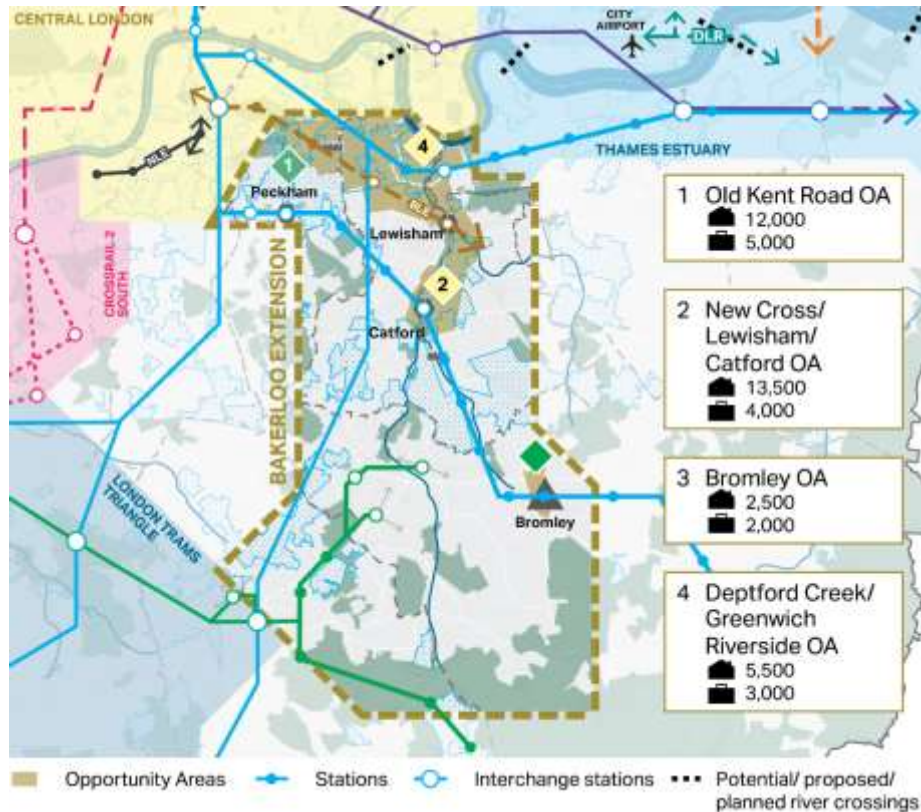 CENTRAL LONDON
CITY
AIRPORT
DLR
NLE
THAMES ESTUARY
4
1
Peckham
BLE
Lewisham
2
Catford
CROSSRAIL 2
SOUTH
BAKERLOO EXTENSION
LONDON TRAMS
TRIANGLE
Bromley
1 Old Kent Road OA
12,000
5,000
2 New Cross/
Lewisham/
Catford OA
13,500
4,000
3 Bromley OA
2,500
2,000
4 Deptford Creek/
Greenwich
Riverside OA
5,500
3,000
Opportunity Areas
Stations
Interchange stations
Potential/ proposed/
planned river crossings